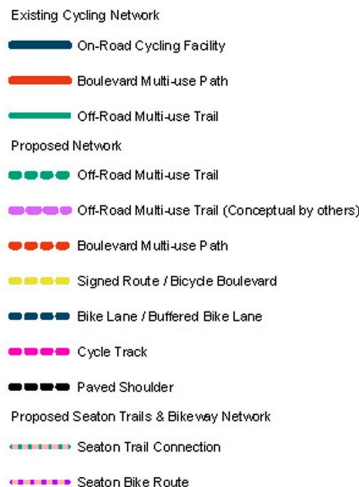 Existing Cycling Network
On-Road Cycling Facility
Boulevard Multi-use Path
Off-Road Multi-use Trail
Proposed Network
Off-Road Multi-use Trail
Off-Road Multi-use Trail (Conceptual by others)
Boulevard Multi-use Path
Signed Route / Bicycle Boulevard
Bike Lane / Buffered Bike Lane
Cycle Track
Paved Shoulder
Proposed Seaton Trails & Bikeway Network
Seaton Trail Connection
Seaton Bike Route